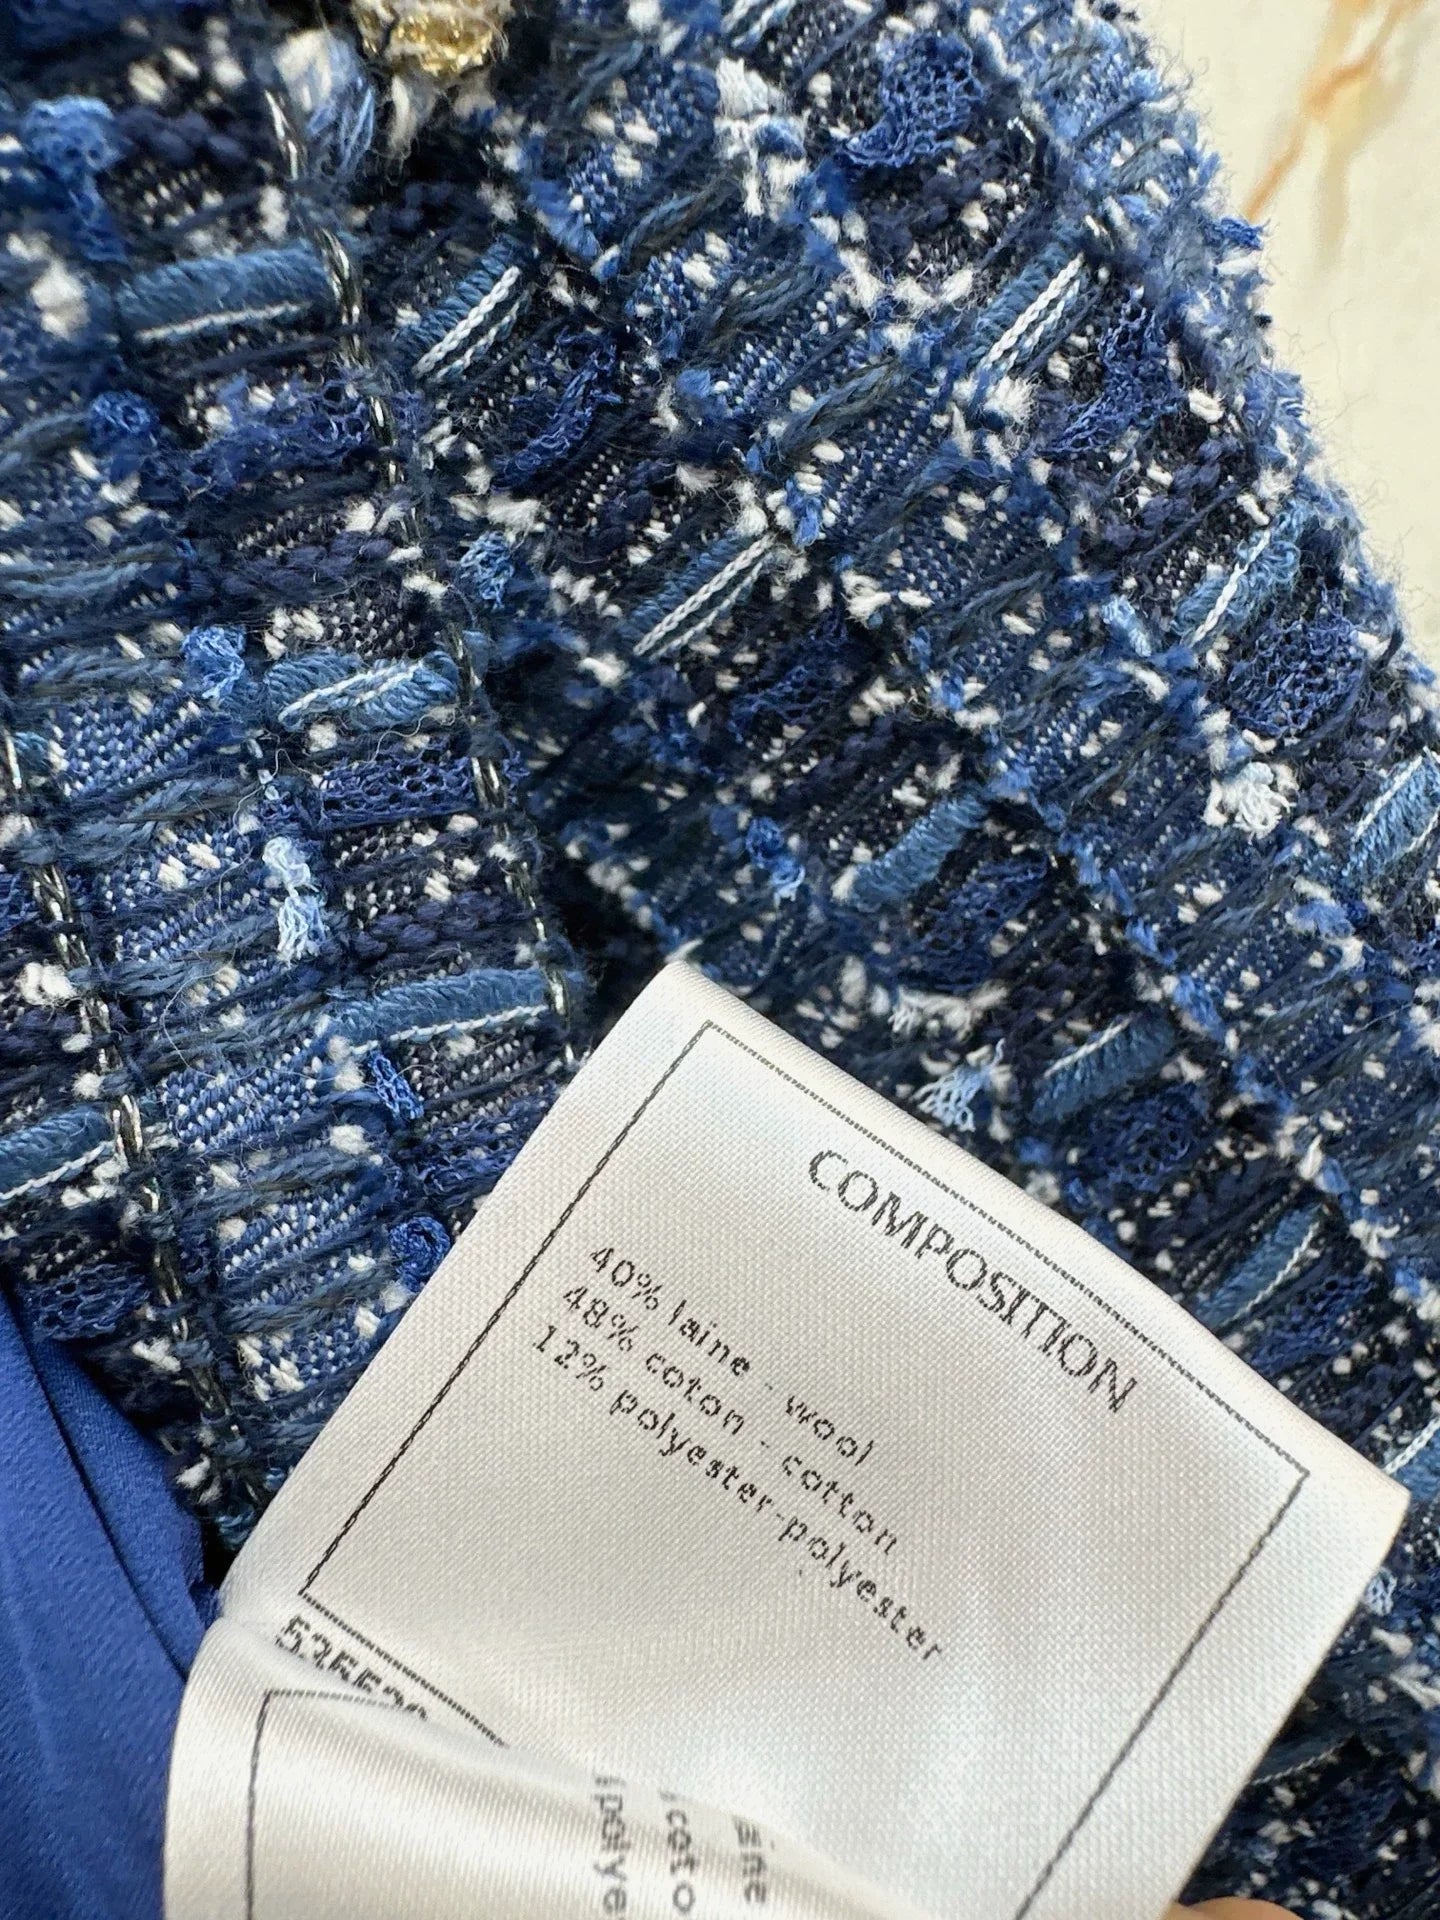 COMPOSITION
40% laine - wool
48% coton - cotton
12% polyester-polyester